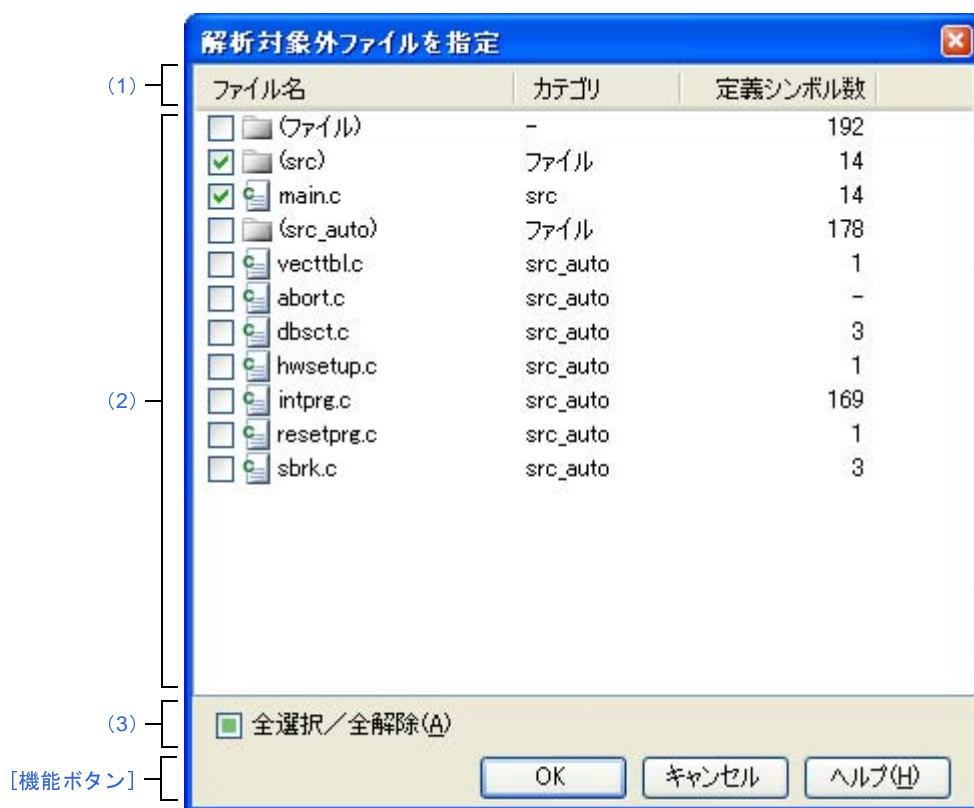 解析対象外ファイルを指定
(1) ファイル名 カテゴリ 定義シンボル数
(ファイル) - 192
(src) ファイル 14
main.c src 14
(src_auto) ファイル 178
vecttbl.c src_auto 1
abort.c src_auto -
dbsct.c src_auto 3
hwsetup.c src_auto 1
(2) intprg.c src_auto 169
resetprg.c src_auto 1
sbrk.c src_auto 3
(3) 全選択/全解除(A)
[機能ボタン] OK キャンセル ヘルプ(H)